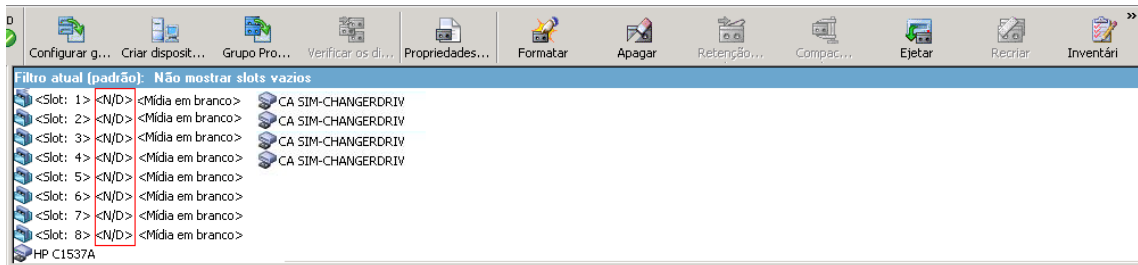 D
Configurar g... Criar disposit... Grupo Pro... Verificar os di... Propriedades... Formatar Apagar Retenção... Compac... Ejetar Recriar Inventári »
Filtro atual (padrão): Não mostrar slots vazios
<Slot: 1> <N/D> <Mídia em branco> CA SIM-CHANGERDRIV
<Slot: 2> <N/D> <Mídia em branco> CA SIM-CHANGERDRIV
<Slot: 3> <N/D> <Mídia em branco> CA SIM-CHANGERDRIV
<Slot: 4> <N/D> <Mídia em branco> CA SIM-CHANGERDRIV
<Slot: 5> <N/D> <Mídia em branco>
<Slot: 6> <N/D> <Mídia em branco>
<Slot: 7> <N/D> <Mídia em branco>
<Slot: 8> <N/D> <Mídia em branco>
HP C1537A